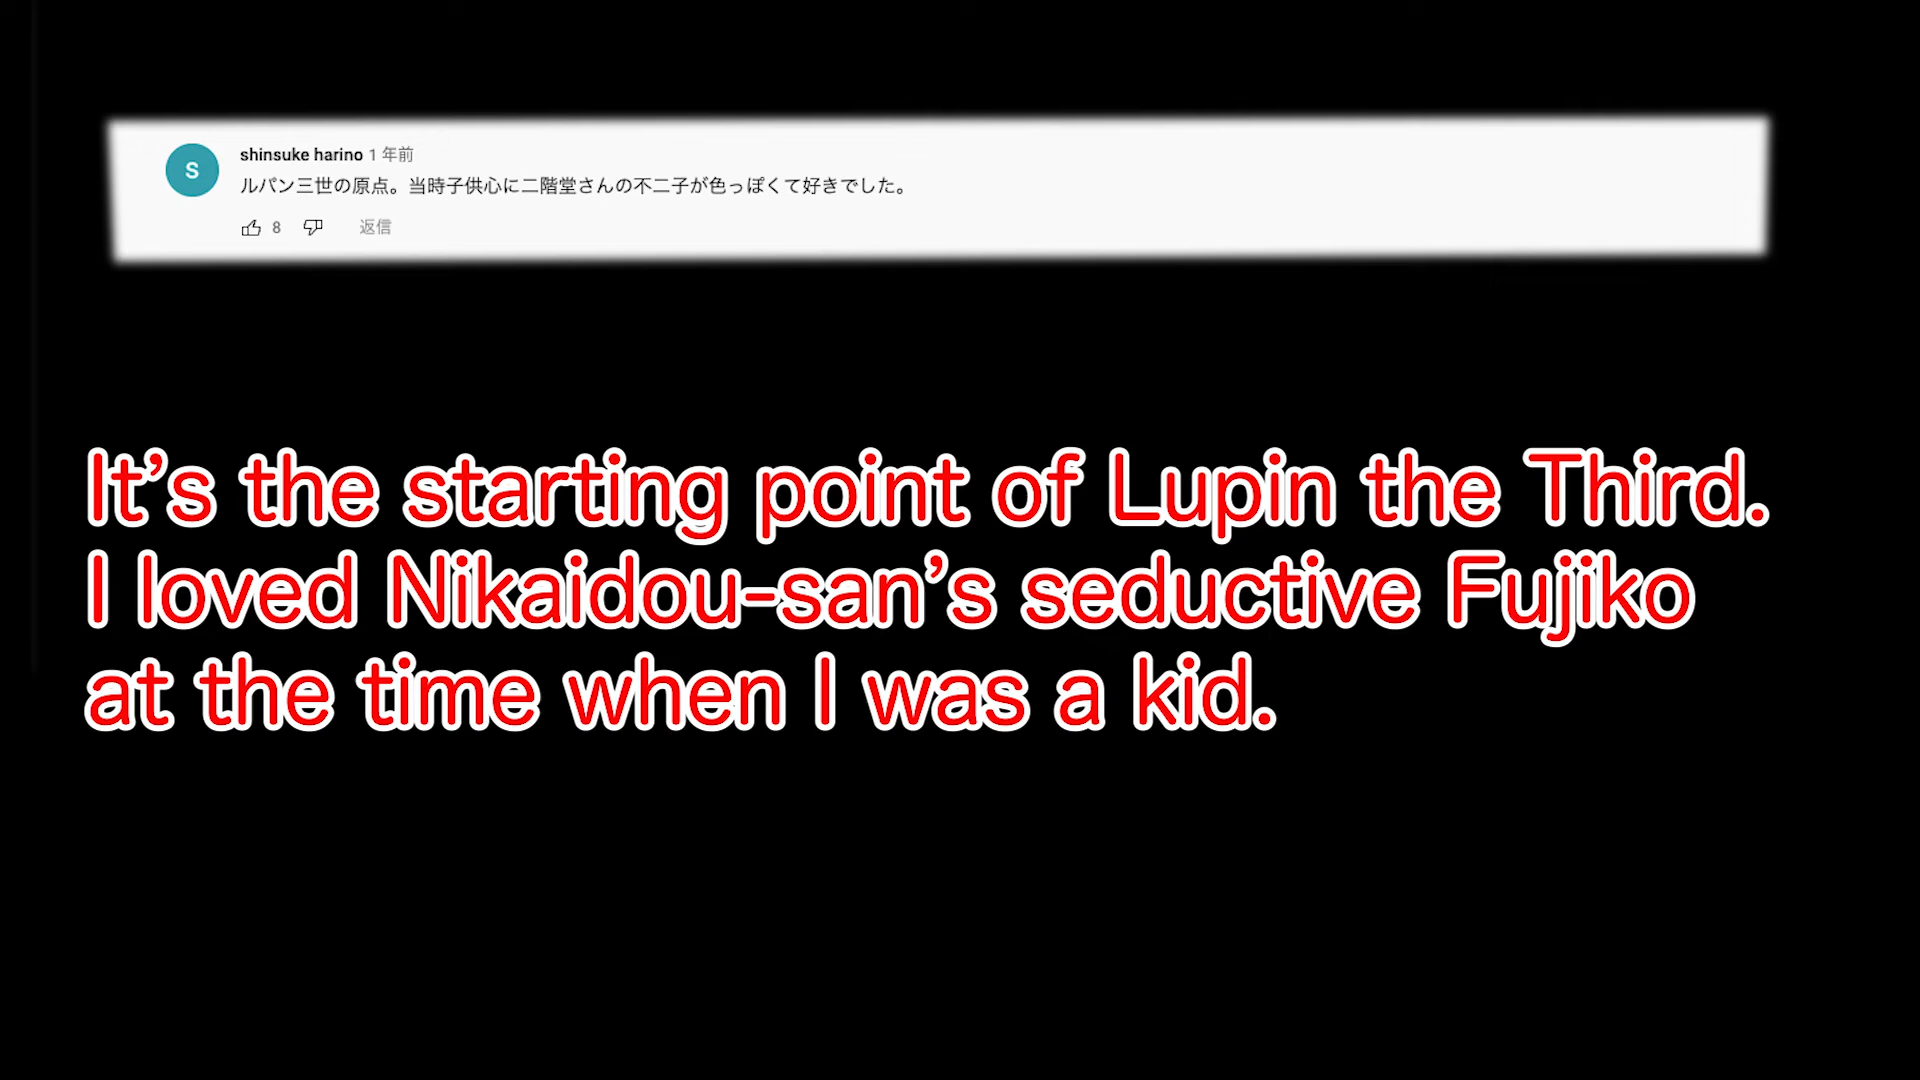 S
shinsuke harino 1 年前
ルパン三世の原点。当時子供心に二階堂さんの不二子が色っぽくて好きでした。
8 返信
It’s the starting point of Lupin the Third.
I loved Nikaidou-san’s seductive Fujiko
at the time when I was a kid.